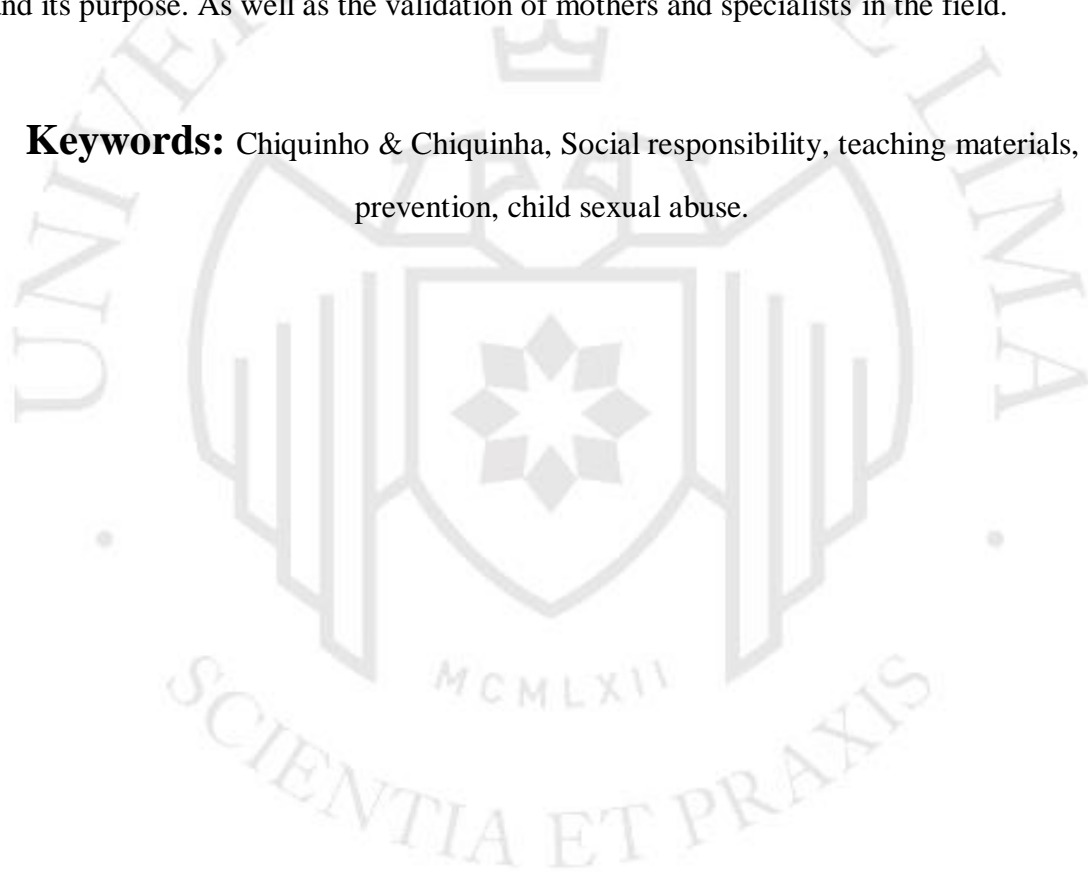 and its purpose. As well as the validation of mothers and specialists in the field.
Keywords: Chiquinho & Chiquinha, Social responsibility, teaching materials,
prevention, child sexual abuse.
MCMLXII
SCIENTIA ET PRAXIS